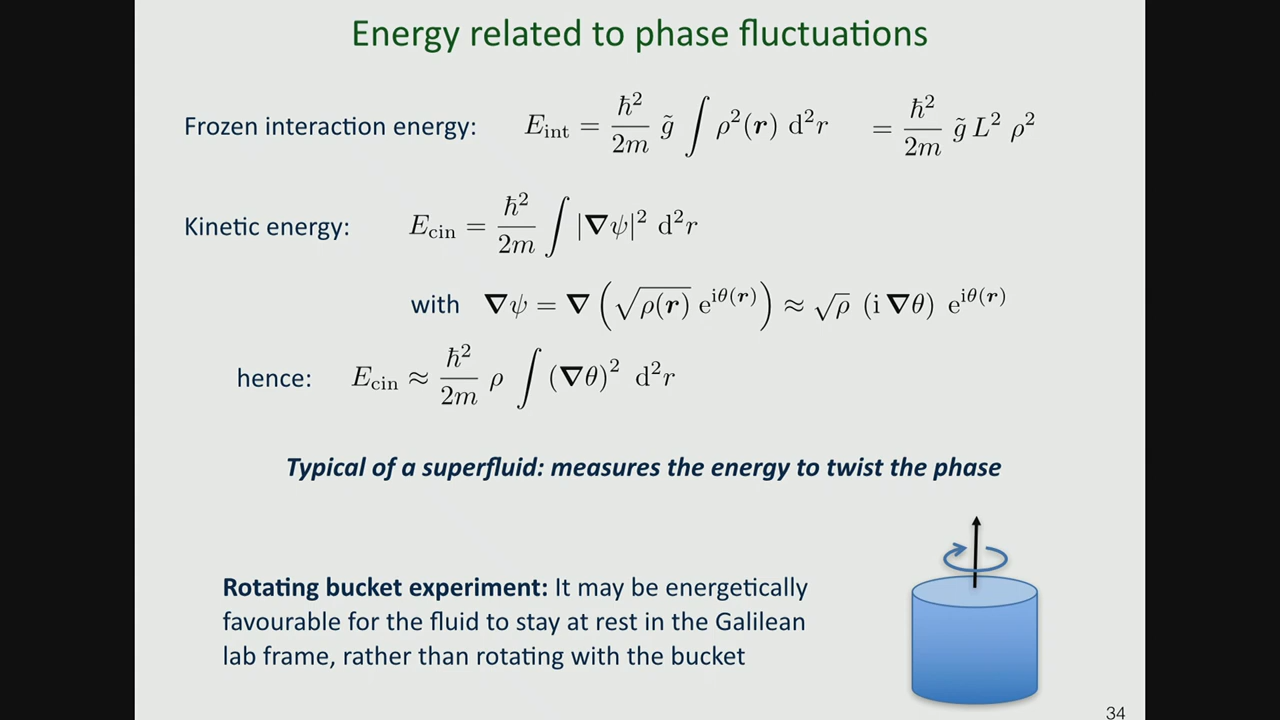 Energy related to phase fluctuations
Frozen interaction energy: E_int = ħ²/2m g̃ ∫ ρ²(r) d²r = ħ²/2m g̃ L² ρ²
Kinetic energy: E_cin = ħ²/2m ∫ |∇ψ|² d²r
with ∇ψ = ∇ (√ρ(r) e^{iθ(r)}) ≈ √ρ (i ∇θ) e^{iθ(r)}
hence: E_cin ≈ ħ²/2m ρ ∫ (∇θ)² d²r
Typical of a superfluid: measures the energy to twist the phase
Rotating bucket experiment: It may be energetically
favourable for the fluid to stay at rest in the Galilean
lab frame, rather than rotating with the bucket
34